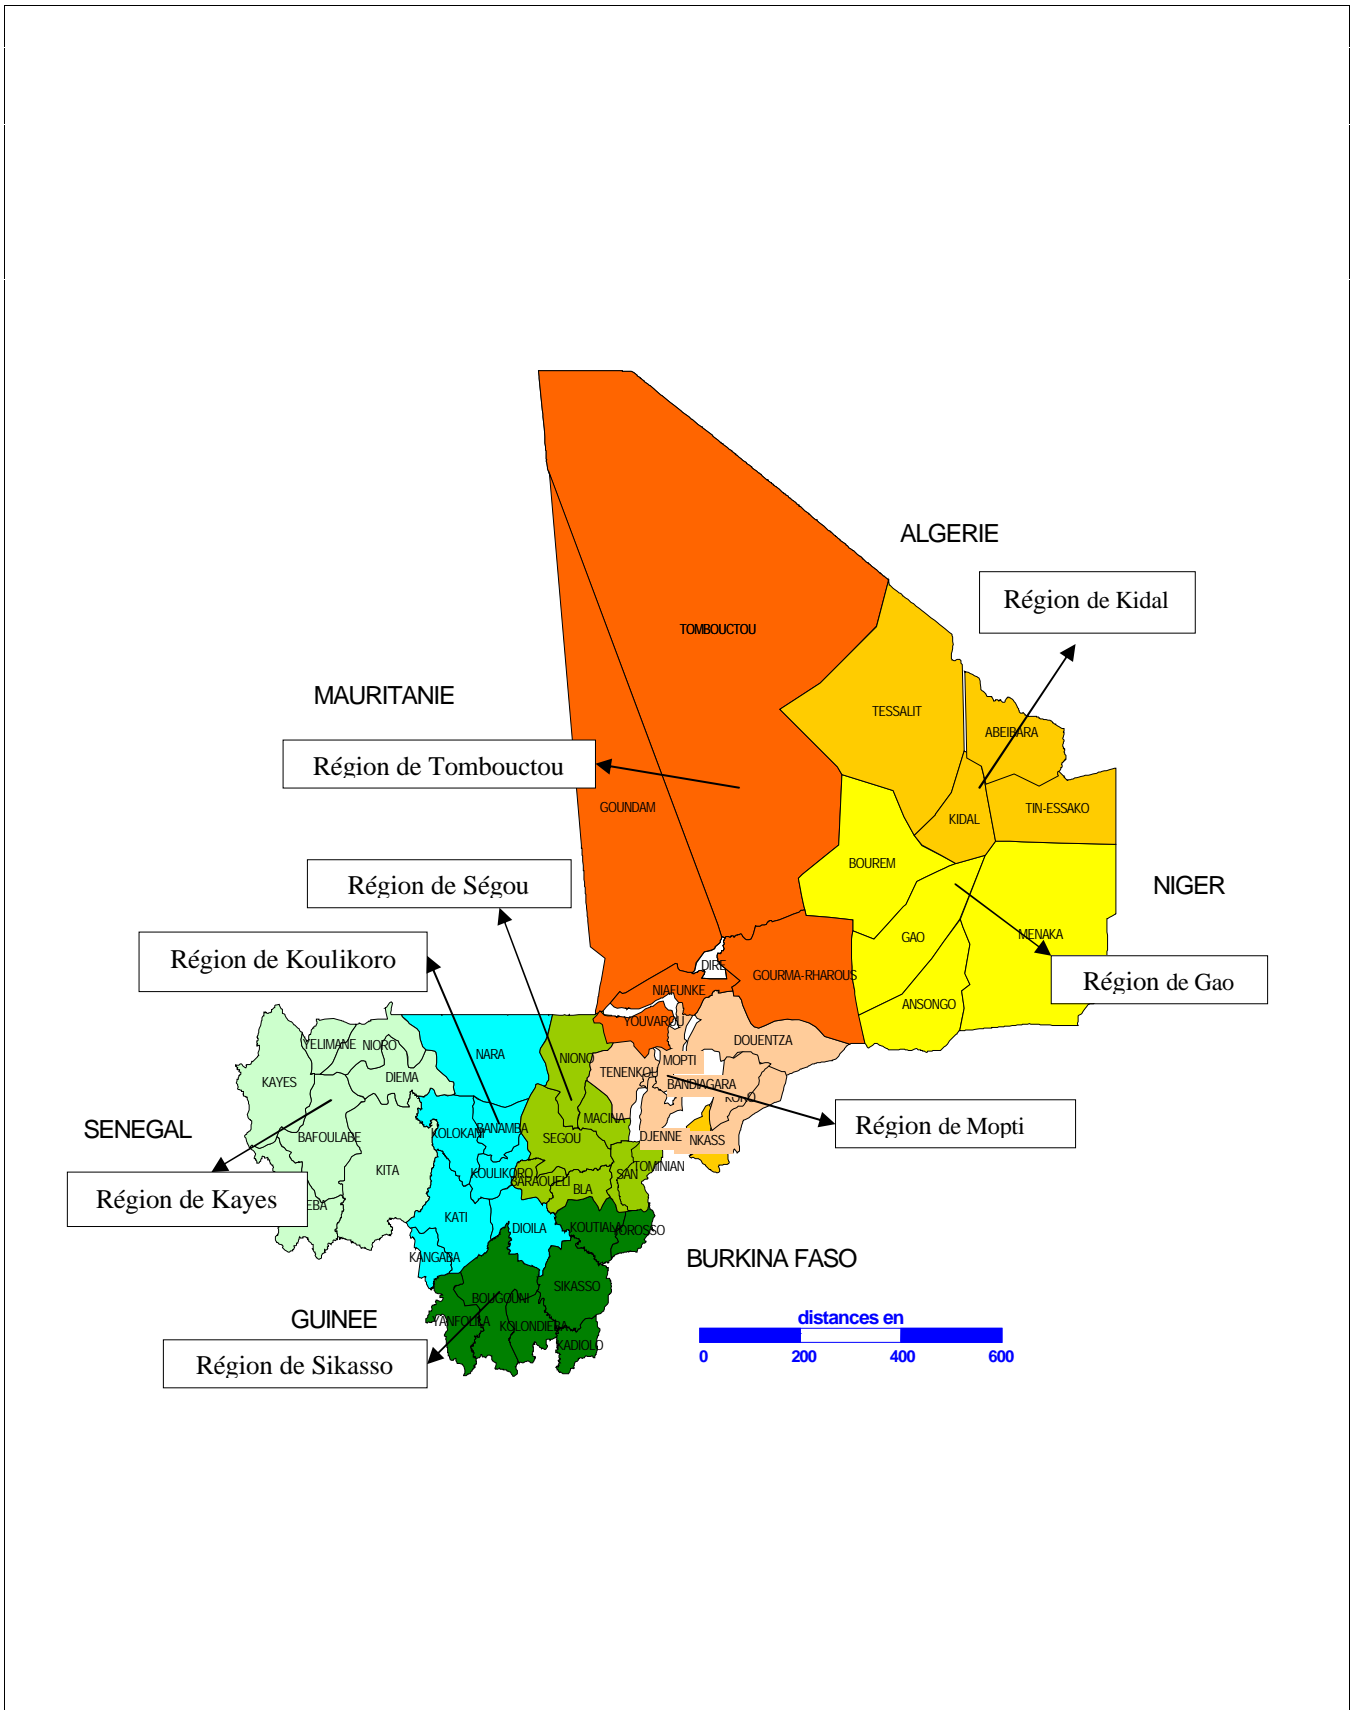 ALGERIE
Région de Kidal
TOMBOUCTOU
MAURITANIE
TESSALIT
ABEIBARA
Région de Tombouctou
GOUNDAM
KIDAL
TIN-ESSAKO
BOUREM
Région de Ségou
NIGER
GAO
MENAKA
Région de Koulikoro
DIRE
GOURMA-RHAROUS
Région de Gao
NIAFUNKE
ANSONGO
YOUVAROU
DOUENTZA
YELIMANE
NIORO
NARA
NIONO
MOPTI
KAYES
DIEMA
TENENKOU
BANDIAGARA
KORO
MACINA
SENEGAL
BAFOULABE
KOLOKANI
BANAMBA
SEGOU
DJENNE
NKASS
Région de Mopti
KITA
KOULIKORO
BARAOUELI
BLA
SAN
TOMINIAN
Région de Kayes
EBA
KATI
DIOILA
KOUTIALA
YOROSSO
KANGABA
BURKINA FASO
SIKASSO
BOUGOUNI
GUINEE
YANFOLILA
KOLONDIEBA
KADIOLO
distances en
Région de Sikasso
0 200 400 600